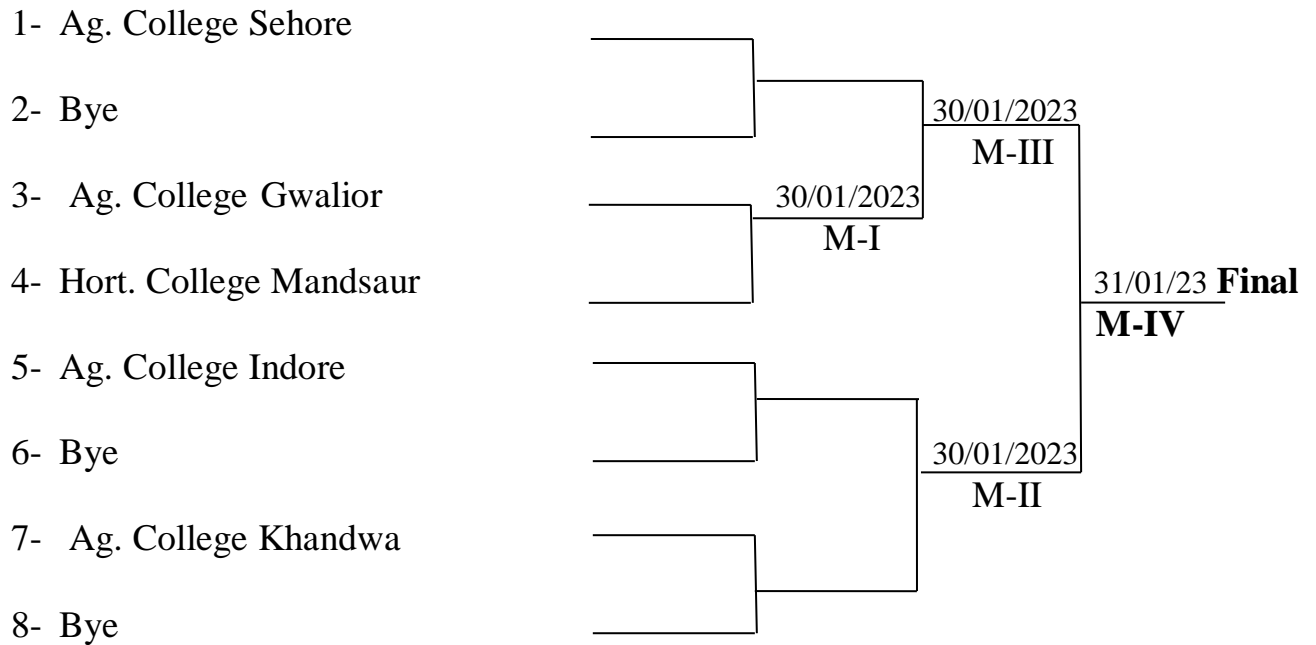 1- Ag. College Sehore
2- Bye
30/01/2023
M-III
3- Ag. College Gwalior
30/01/2023
M-I
4- Hort. College Mandsaur
31/01/23 Final
M-IV
5- Ag. College Indore
6- Bye
30/01/2023
M-II
7- Ag. College Khandwa
8- Bye